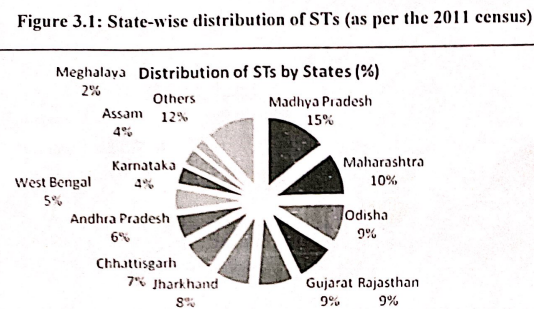 Figure 3.1: State-wise distribution of STs (as per the 2011 census)
Distribution of STs by States (%)
Madhya Pradesh
15%
Maharashtra
10%
Odisha
9%
Rajasthan
9%
Gujarat
9%
Jharkhand
8%
Chhattisgarh
7%
Andhra Pradesh
6%
West Bengal
5%
Karnataka
4%
Assam
4%
Meghalaya
2%
Others
12%